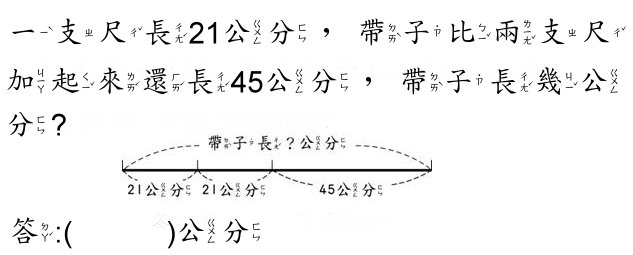 一支尺長21公分，帶子比兩支尺
加起來還長45公分，帶子長幾公
分？
帶子長？公分
21公分 21公分 45公分
答:(　　　)公分